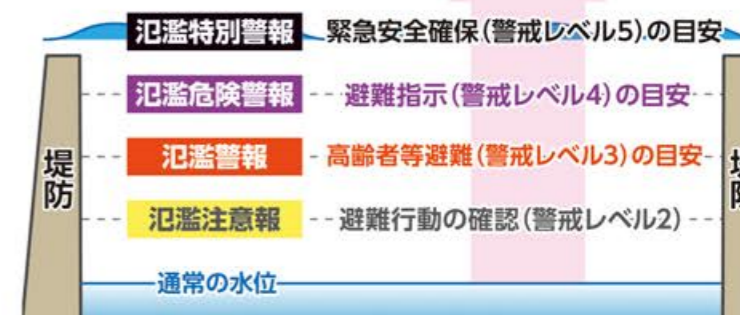 氾濫特別警報 緊急安全確保(警戒レベル5)の目安
氾濫危険警報 避難指示(警戒レベル4)の目安
氾濫警報 高齢者等避難(警戒レベル3)の目安
氾濫注意報 避難行動の確認(警戒レベル2)
通常の水位
堤防
堤防